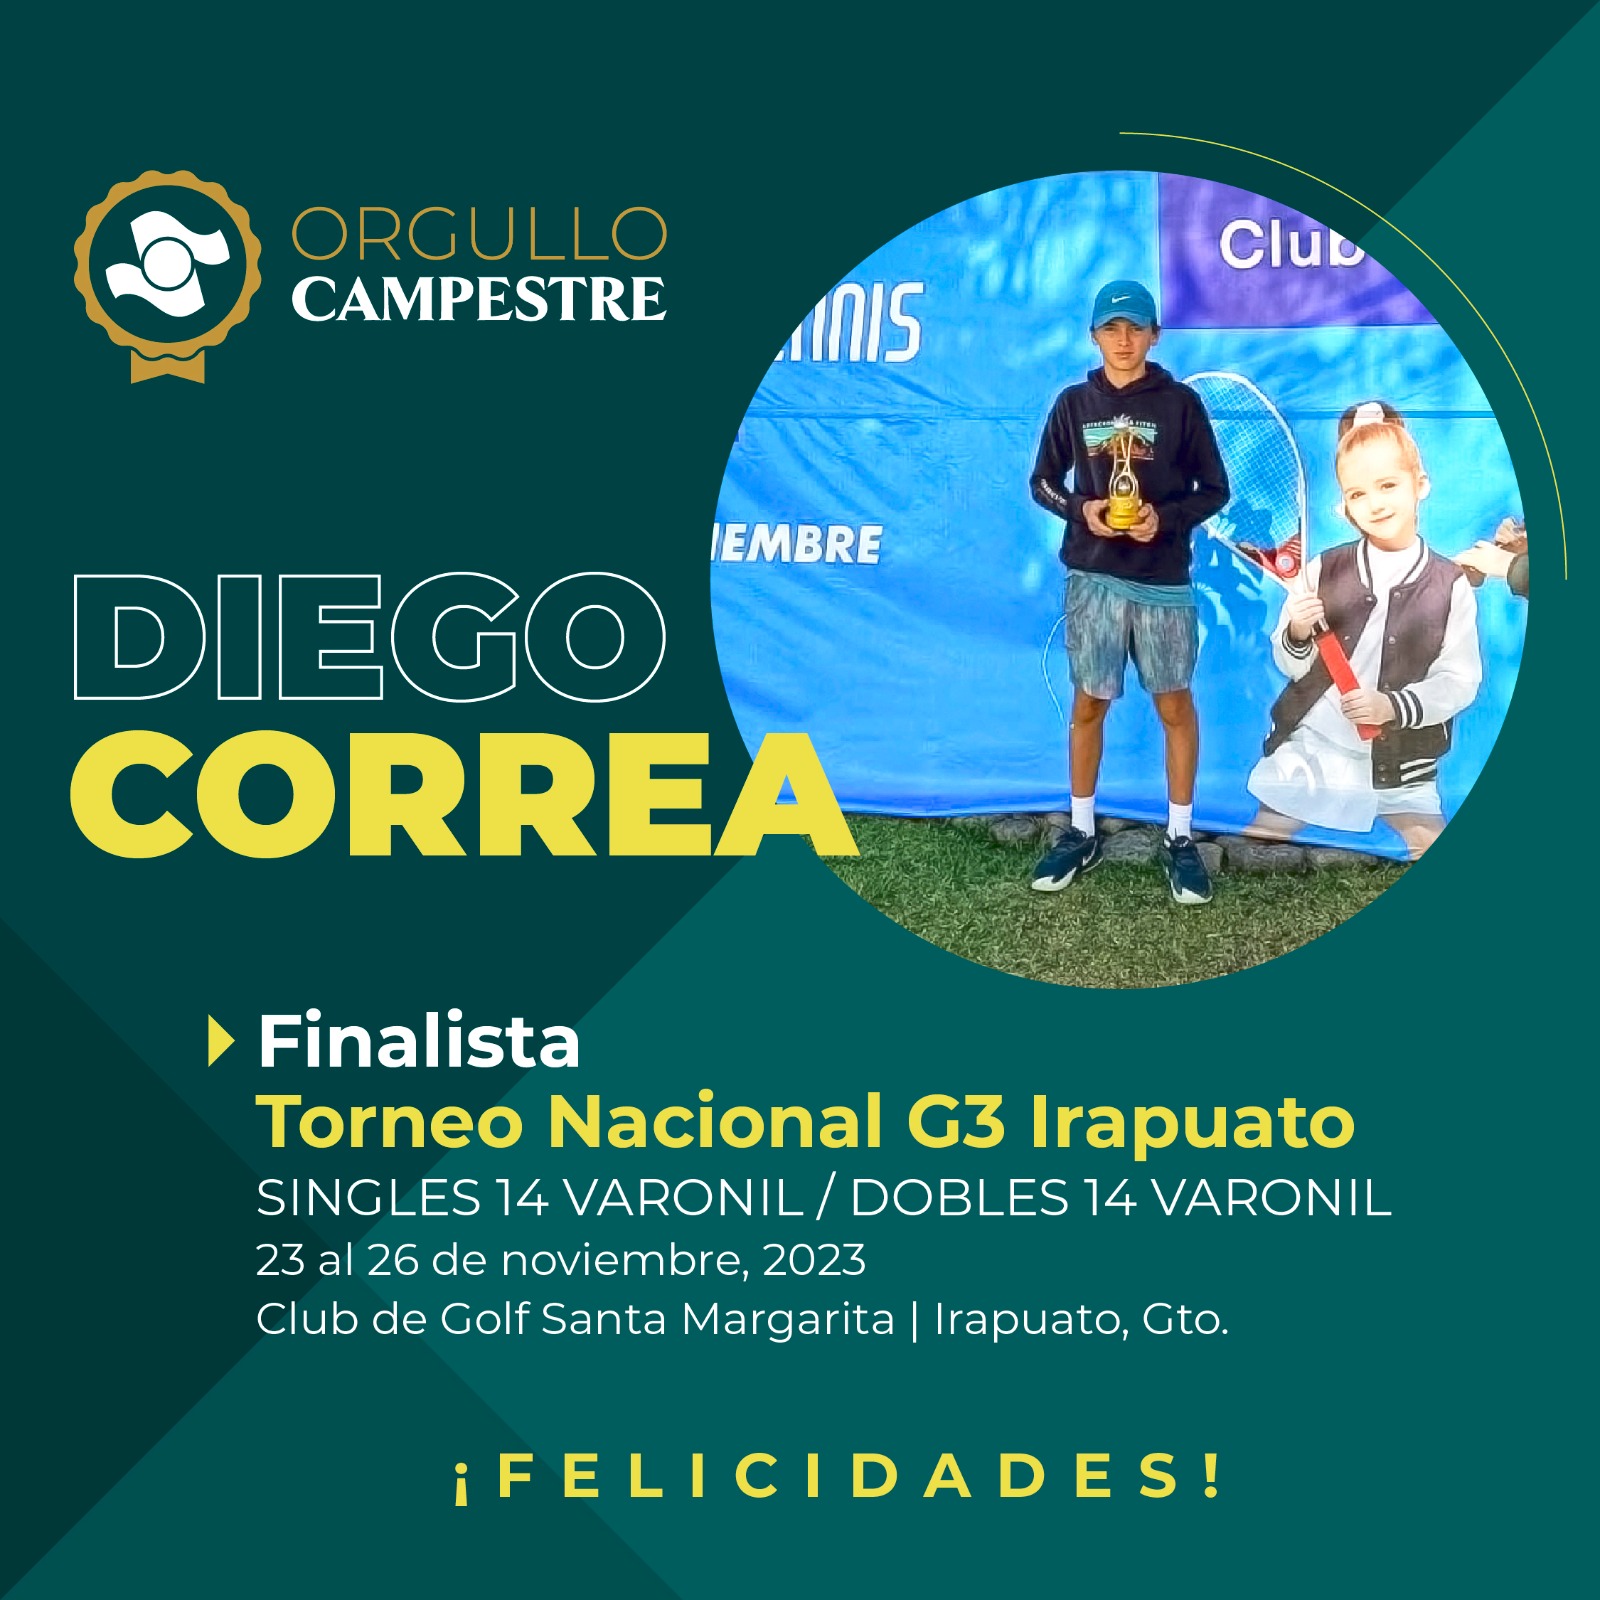 ORGULLO
CAMPESTRE
Club
NNIS
IEMBRE
DIEGO
CORREA
Finalista
Torneo Nacional G3 Irapuato
SINGLES 14 VARONIL / DOBLES 14 VARONIL
23 al 26 de noviembre, 2023
Club de Golf Santa Margarita | Irapuato, Gto.
¡FELICIDADES!